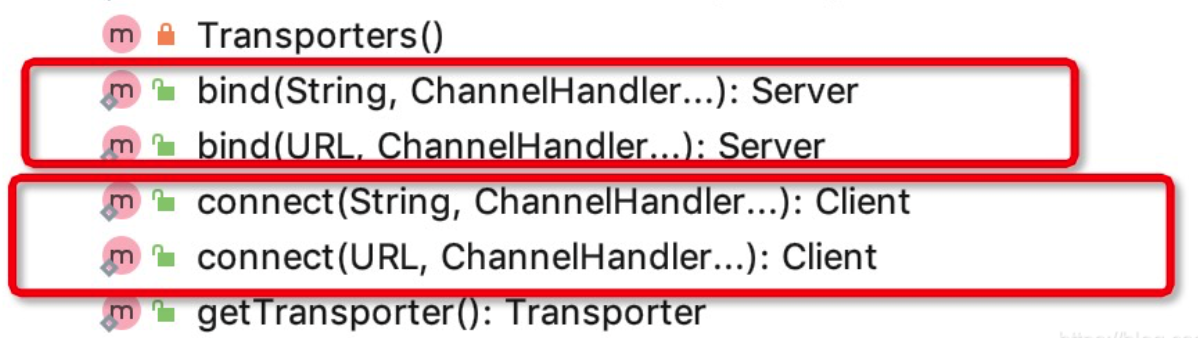 Transporters()
bind(String, ChannelHandler...): Server
bind(URL, ChannelHandler...): Server
connect(String, ChannelHandler...): Client
connect(URL, ChannelHandler...): Client
getTransporter(): Transporter